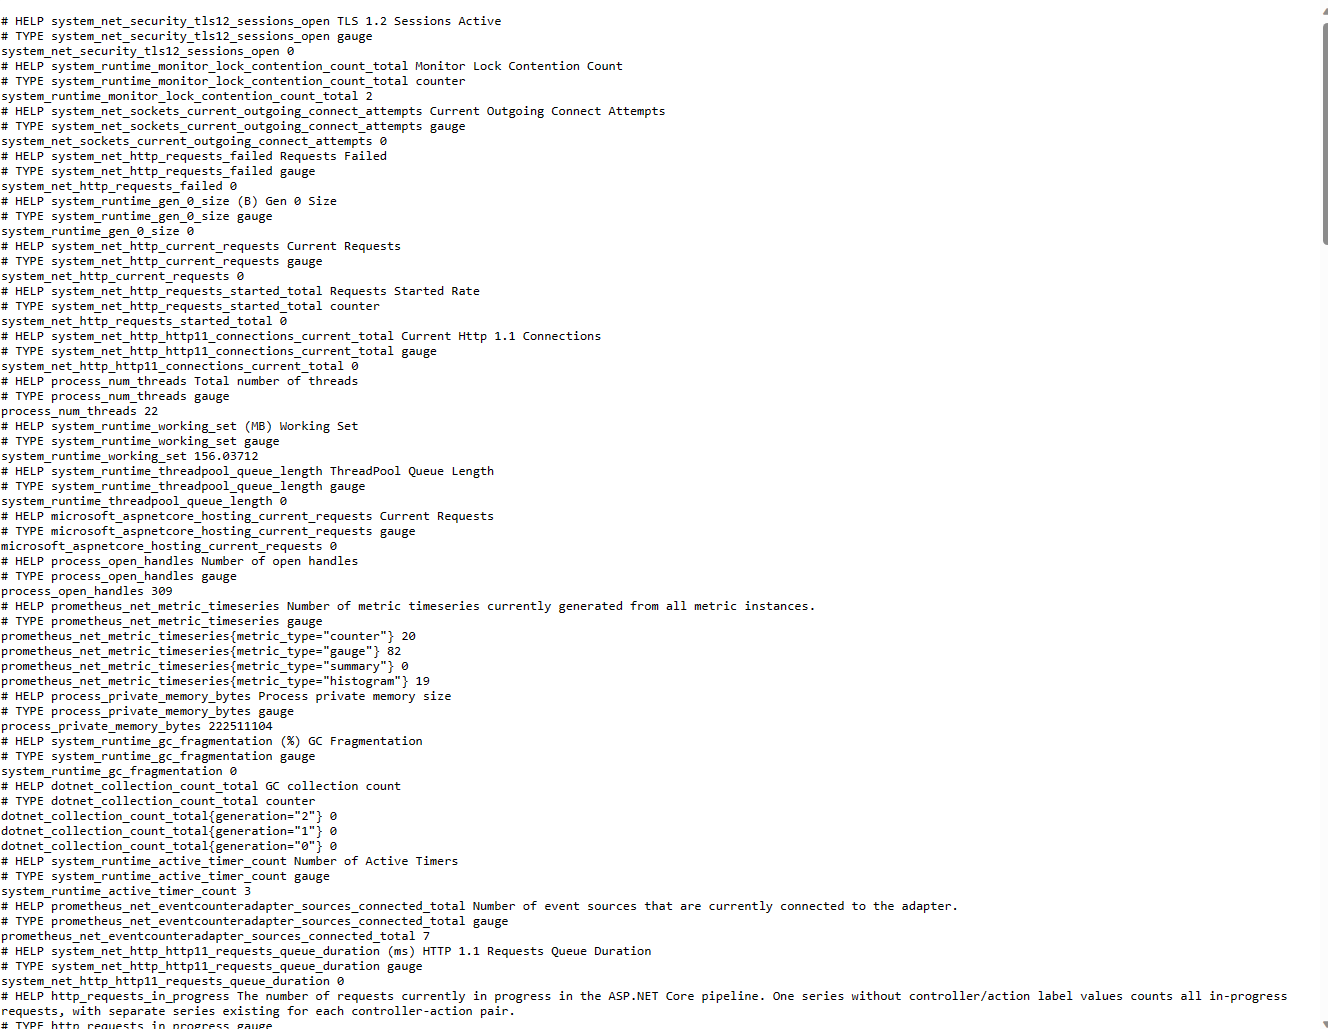 # HELP system_net_security_tls12_sessions_open TLS 1.2 Sessions Active
# TYPE system_net_security_tls12_sessions_open gauge
system_net_security_tls12_sessions_open 0
# HELP system_runtime_monitor_lock_contention_count_total Monitor Lock Contention Count
# TYPE system_runtime_monitor_lock_contention_count_total counter
system_runtime_monitor_lock_contention_count_total 2
# HELP system_net_sockets_current_outgoing_connect_attempts Current Outgoing Connect Attempts
# TYPE system_net_sockets_current_outgoing_connect_attempts gauge
system_net_sockets_current_outgoing_connect_attempts 0
# HELP system_net_http_requests_failed Requests Failed
# TYPE system_net_http_requests_failed gauge
system_net_http_requests_failed 0
# HELP system_runtime_gen_0_size (B) Gen 0 Size
# TYPE system_runtime_gen_0_size gauge
system_runtime_gen_0_size 0
# HELP system_net_http_current_requests Current Requests
# TYPE system_net_http_current_requests gauge
system_net_http_current_requests 0
# HELP system_net_http_requests_started_total Requests Started Rate
# TYPE system_net_http_requests_started_total counter
system_net_http_requests_started_total 0
# HELP system_net_http_http11_connections_current_total Current Http 1.1 Connections
# TYPE system_net_http_http11_connections_current_total gauge
system_net_http_http11_connections_current_total 0
# HELP process_num_threads Total number of threads
# TYPE process_num_threads gauge
process_num_threads 22
# HELP system_runtime_working_set (MB) Working Set
# TYPE system_runtime_working_set gauge
system_runtime_working_set 156.03712
# HELP system_runtime_threadpool_queue_length ThreadPool Queue Length
# TYPE system_runtime_threadpool_queue_length gauge
system_runtime_threadpool_queue_length 0
# HELP microsoft_aspnetcore_hosting_current_requests Current Requests
# TYPE microsoft_aspnetcore_hosting_current_requests gauge
microsoft_aspnetcore_hosting_current_requests 0
# HELP process_open_handles Number of open handles
# TYPE process_open_handles gauge
process_open_handles 309
# HELP prometheus_net_metric_timeseries Number of metric timeseries currently generated from all metric instances.
# TYPE prometheus_net_metric_timeseries gauge
prometheus_net_metric_timeseries{metric_type="counter"} 20
prometheus_net_metric_timeseries{metric_type="gauge"} 82
prometheus_net_metric_timeseries{metric_type="summary"} 0
prometheus_net_metric_timeseries{metric_type="histogram"} 19
# HELP process_private_memory_bytes Process private memory size
# TYPE process_private_memory_bytes gauge
process_private_memory_bytes 222511104
# HELP system_runtime_gc_fragmentation (%) GC Fragmentation
# TYPE system_runtime_gc_fragmentation gauge
system_runtime_gc_fragmentation 0
# HELP dotnet_collection_count_total GC collection count
# TYPE dotnet_collection_count_total counter
dotnet_collection_count_total{generation="2"} 0
dotnet_collection_count_total{generation="1"} 0
dotnet_collection_count_total{generation="0"} 0
# HELP system_runtime_active_timer_count Number of Active Timers
# TYPE system_runtime_active_timer_count gauge
system_runtime_active_timer_count 3
# HELP prometheus_net_eventcounteradapter_sources_connected_total Number of event sources that are currently connected to the adapter.
# TYPE prometheus_net_eventcounteradapter_sources_connected_total gauge
prometheus_net_eventcounteradapter_sources_connected_total 7
# HELP system_net_http_http11_requests_queue_duration (ms) HTTP 1.1 Requests Queue Duration
# TYPE system_net_http_http11_requests_queue_duration gauge
system_net_http_http11_requests_queue_duration 0
# HELP http_requests_in_progress The number of requests currently in progress in the ASP.NET Core pipeline. One series without controller/action label values counts all in-progress
requests, with separate series existing for each controller-action pair.
# TYPE http_requests_in_progress gauge